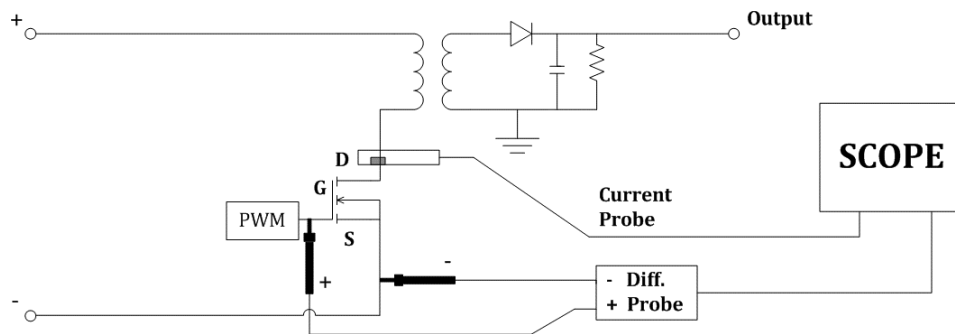 +
Output
D
SCOPE
G
Current
Probe
PWM
S
+
-
- Diff.
+ Probe
-